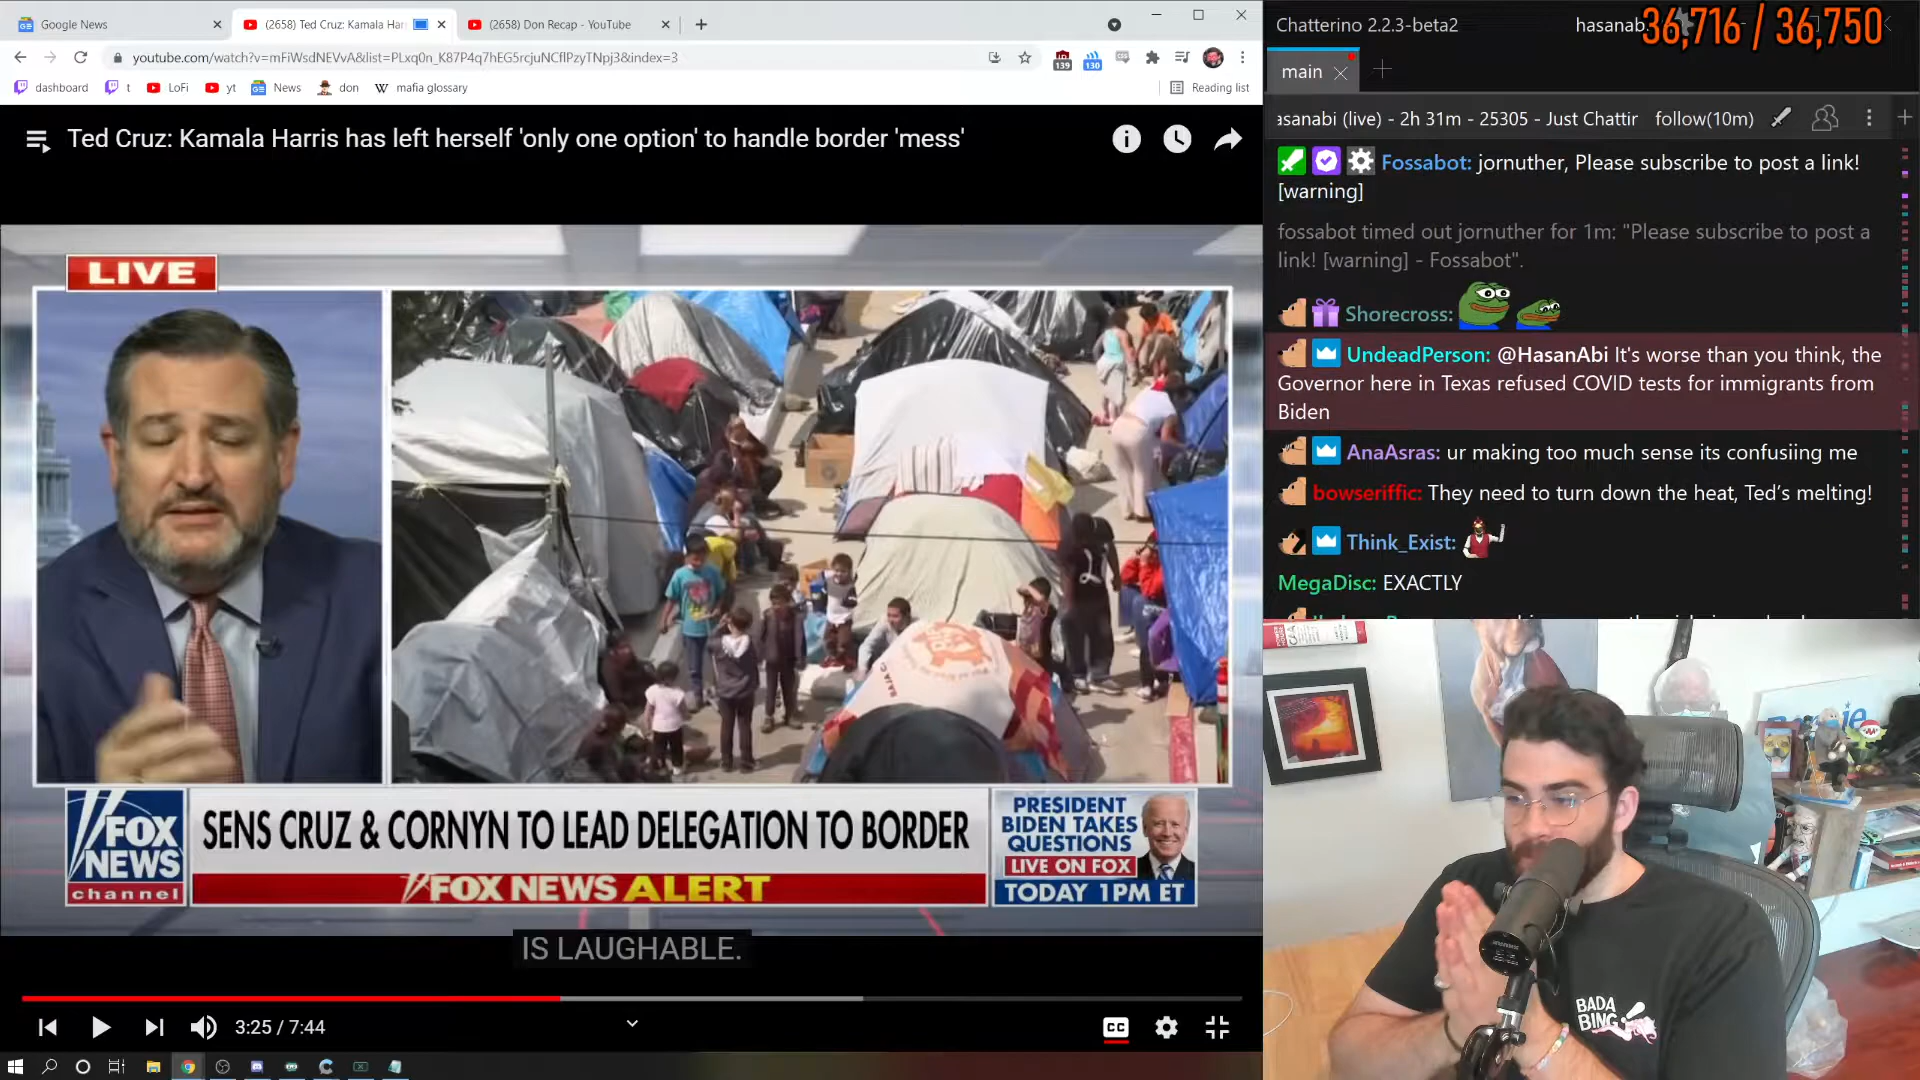 Google News
(2658) Ted Cruz: Kamala Har
(2658) Don Recap - YouTube
youtube.com/watch?v=mFiWsdNEVvA&list=PLxq0n_K87P4q7hEG5rcjuNCflPzyTNpj3&index=3
139
130
dashboard
t
LoFi
yt
News
don
mafia glossary
Reading list
Ted Cruz: Kamala Harris has left herself 'only one option' to handle border 'mess'
LIVE
FOX
NEWS
channel
SENS CRUZ & CORNYN TO LEAD DELEGATION TO BORDER
FOX NEWS ALERT
PRESIDENT
BIDEN TAKES
QUESTIONS
LIVE ON FOX
TODAY 1PM ET
IS LAUGHABLE.
3:25 / 7:44
CC
Chatterino 2.2.3-beta2
hasanab
36,716 / 36,750
main
asanabi (live) - 2h 31m - 25305 - Just Chattir
follow(10m)
Fossabot: jornuther, Please subscribe to post a link!
[warning]
fossabot timed out jornuther for 1m: "Please subscribe to post a
link! [warning] - Fossabot".
Shorecross:
UndeadPerson: @HasanAbi It's worse than you think, the
Governor here in Texas refused COVID tests for immigrants from
Biden
AnaAsras: ur making too much sense its confusiing me
bowseriffic: They need to turn down the heat, Ted's melting!
Think_Exist:
MegaDisc: EXACTLY
BADA
BING